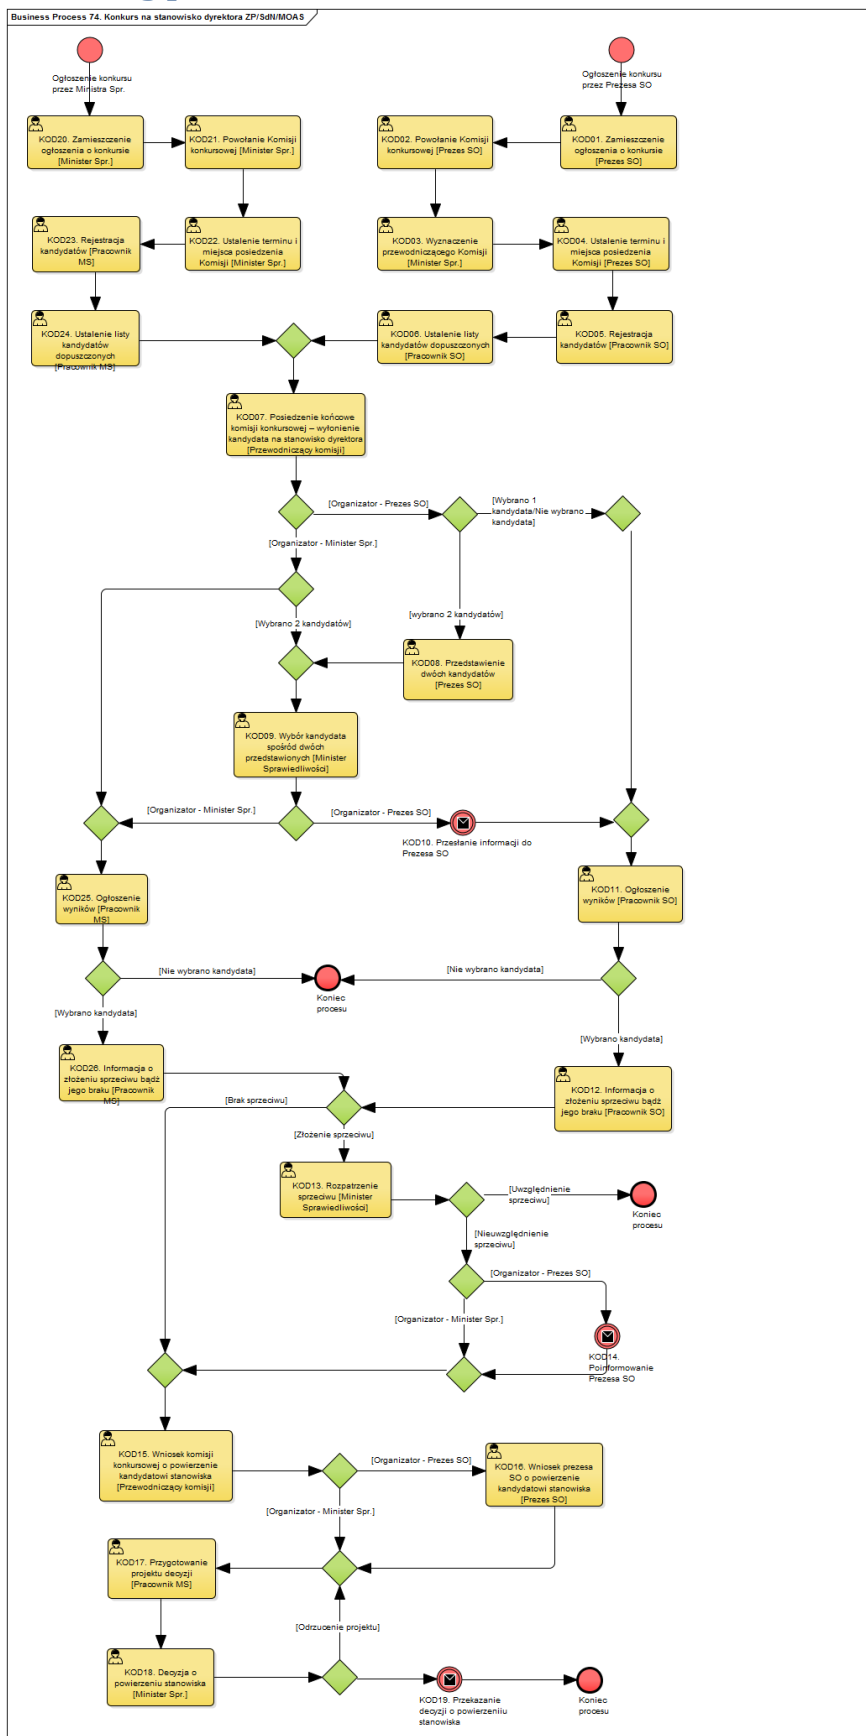 Business Process 74. Konkurs na stanowisko dyrektora ZP/SdN/MOAS
Ogłoszenie konkursu
przez Ministra Spr.
Ogłoszenie konkursu
przez Prezesa SO
KOD20. Zamieszczenie
ogłoszenia o konkursie
[Minister Spr.]
KOD21. Powołanie Komisji
konkursowej [Minister Spr.]
KOD02. Powołanie Komisji
konkursowej [Prezes SO]
KOD01. Zamieszczenie
ogłoszenia o konkursie
[Prezes SO]
KOD23. Rejestracja
kandydatów [Pracownik
MS]
KOD22. Ustalenie terminu i
miejsca posiedzenia
Komisji [Minister Spr.]
KOD03. Wyznaczenie
przewodniczącego Komisji
[Minister Spr.]
KOD04. Ustalenie terminu i
miejsca posiedzenia
Komisji [Prezes SO]
KOD24. Ustalenie listy
kandydatów
dopuszczonych
[Pracownik MS]
KOD06. Ustalenie listy
kandydatów dopuszczonych
[Pracownik SO]
KOD05. Rejestracja
kandydatów [Pracownik SO]
KOD07. Posiedzenie końcowe
komisji konkursowej – wyłonienie
kandydata na stanowisko dyrektora
[Przewodniczący komisji]
[Organizator - Prezes SO]
[Wybrano 1
kandydata/Nie wybrano
kandydata]
[Organizator - Minister Spr.]
[Wybrano 2 kandydatów]
[wybrano 2 kandydatów]
KOD08. Przedstawienie
dwóch kandydatów
[Prezes SO]
KOD09. Wybór kandydata
spośród dwóch
przedstawionych [Minister
Sprawiedliwości]
[Organizator - Minister Spr.]
[Organizator - Prezes SO]
KOD10. Przesłanie informacji do
Prezesa SO
KOD25. Ogłoszenie
wyników [Pracownik
MS]
KOD11. Ogłoszenie
wyników [Pracownik SO]
[Nie wybrano kandydata]
[Nie wybrano kandydata]
Koniec
procesu
[Wybrano kandydata]
[Wybrano kandydata]
KOD26. Informacja o
złożeniu sprzeciwu bądź
jego braku [Pracownik
MS]
KOD12. Informacja o
złożeniu sprzeciwu bądź
jego braku [Pracownik SO]
[Brak sprzeciwu]
[Złożenie sprzeciwu]
KOD13. Rozpatrzenie
sprzeciwu [Minister
Sprawiedliwości]
[Uwzględnienie
sprzeciwu]
Koniec
procesu
[Nieuwzględnienie
sprzeciwu]
[Organizator - Prezes SO]
[Organizator - Minister Spr.]
KOD14.
Poinformowanie
Prezesa SO
KOD15. Wniosek komisji
konkursowej o powierzenie
kandydatowi stanowiska
[Przewodniczący komisji]
[Organizator - Prezes SO]
KOD16. Wniosek prezesa
SO o powierzenie
kandydatowi stanowiska
[Prezes SO]
[Organizator - Minister Spr.]
KOD17. Przygotowanie
projektu decyzji
[Pracownik MS]
[Odrzucenie projektu]
KOD18. Decyzja o
powierzeniu stanowiska
[Minister Spr.]
KOD19. Przekazanie
decyzji o powierzeniiu
stanowiska
Koniec
procesu